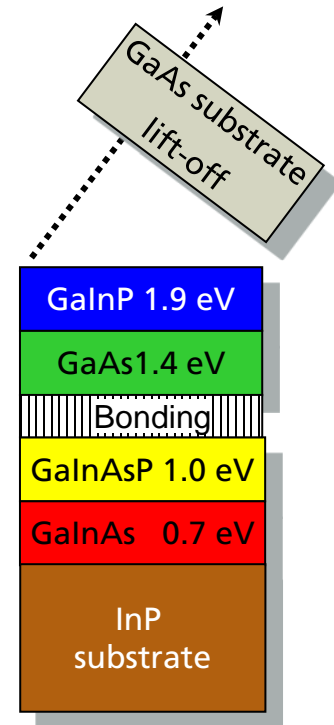 GaAs substrate
lift-off
GaInP 1.9 eV
GaAs1.4 eV
Bonding
GaInAsP 1.0 eV
GaInAs 0.7 eV
InP
substrate